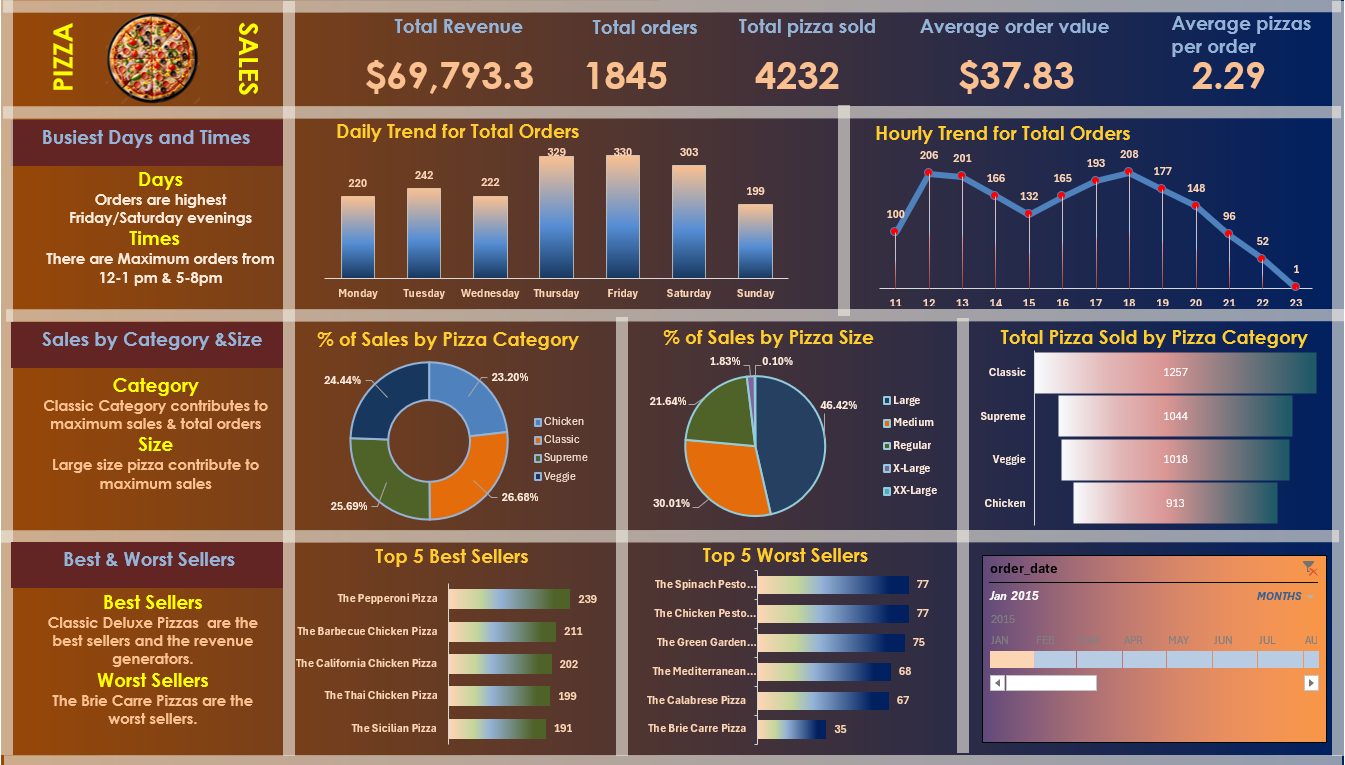 PIZZA
SALES
Total Revenue
$69,793.3
Total orders
1845
Total pizza sold
4232
Average order value
$37.83
Average pizzas
per order
2.29
Busiest Days and Times
Days
Orders are highest
Friday/Saturday evenings
Times
There are Maximum orders from
12-1 pm & 5-8pm
Daily Trend for Total Orders
220
242
222
329
330
303
199
Monday
Tuesday
Wednesday
Thursday
Friday
Saturday
Sunday
Hourly Trend for Total Orders
100
206
201
166
132
165
193
208
177
148
96
52
1
11
12
13
14
15
16
17
18
19
20
21
22
23
Sales by Category &Size
Category
Classic Category contributes to
maximum sales & total orders
Size
Large size pizza contribute to
maximum sales
% of Sales by Pizza Category
24.44%
23.20%
25.69%
26.68%
Chicken
Classic
Supreme
Veggie
% of Sales by Pizza Size
1.83%
0.10%
21.64%
46.42%
30.01%
Large
Medium
Regular
X-Large
XX-Large
Total Pizza Sold by Pizza Category
Classic
1257
Supreme
1044
Veggie
1018
Chicken
913
Best & Worst Sellers
Best Sellers
Classic Deluxe Pizzas are the
best sellers and the revenue
generators.
Worst Sellers
The Brie Carre Pizzas are the
worst sellers.
Top 5 Best Sellers
The Pepperoni Pizza
239
The Barbecue Chicken Pizza
211
The California Chicken Pizza
202
The Thai Chicken Pizza
199
The Sicilian Pizza
191
Top 5 Worst Sellers
The Spinach Pesto...
77
The Chicken Pesto...
77
The Green Garden...
75
The Mediterranean...
68
The Calabrese Pizza
67
The Brie Carre Pizza
35
order_date
Jan 2015
MONTHS
2015
JAN
FEB
APR
MAY
JUN
JUL
AU